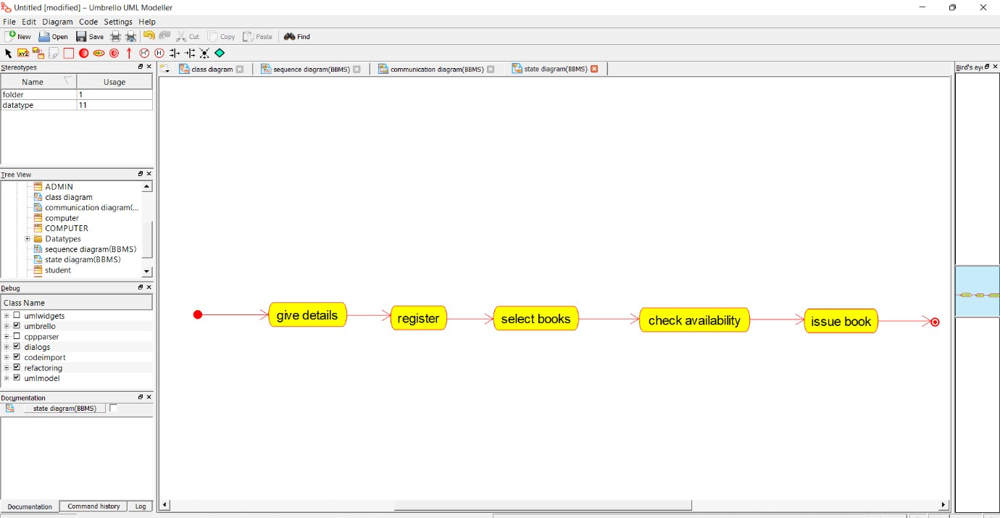 Untitled [modified] – Umbrello UML Modeller
File Edit Diagram Code Settings Help
New Open Save Cut Copy Paste Find
XYZ ABC H H
Stereotypes
Name Usage
folder 1
datatype 11
Tree View
ADMIN
class diagram
communication diagram(...
computer
COMPUTER
Datatypes
sequence diagram(BBMS)
state diagram(BBMS)
student
Debug
Class Name
umlwidgets
umbrello
cppparser
dialogs
codeimport
refactoring
umlmodel
Documentation
state diagram(BBMS)
Documentation Command history Log
class diagram sequence diagram(BBMS) communication diagram(BBMS) state diagram(BBMS)
give details register select books check availability issue book
Bird's eye